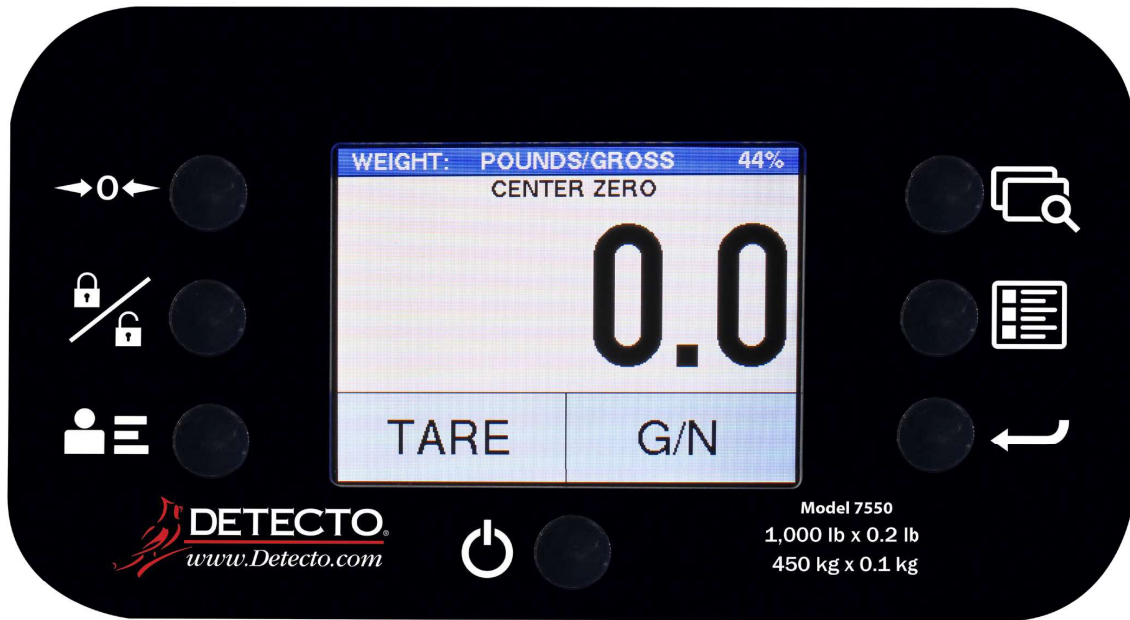 WEIGHT: POUNDS/GROSS 44%
CENTER ZERO
0.0
TARE G/N
→0←
DETECTO®
www.Detecto.com
Model 7550
1,000 lb x 0.2 lb
450 kg x 0.1 kg